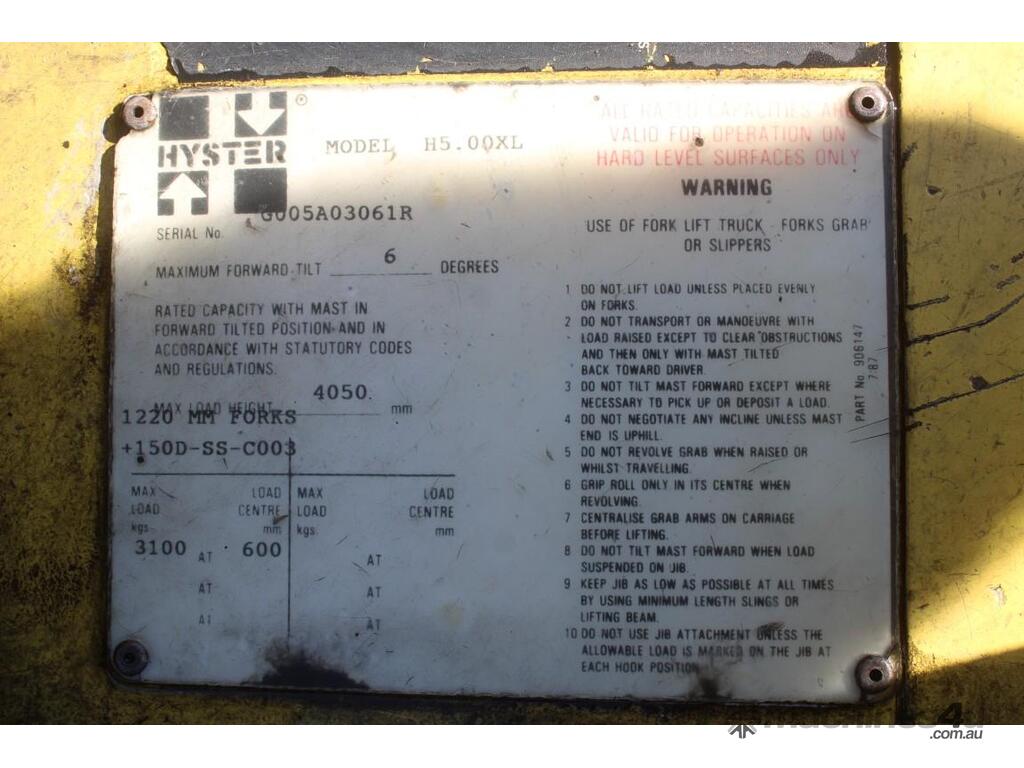 HYSTER
MODEL H5.00XL
G005A03061R
SERIAL No.
MAXIMUM FORWARD TILT 6 DEGREES
RATED CAPACITY WITH MAST IN
FORWARD TILTED POSITION AND IN
ACCORDANCE WITH STATUTORY CODES
AND REGULATIONS.
MAX LOAD HEIGHT 4050 mm
1220 MM FORKS
+150D-SS-C003
MAX LOAD MAX LOAD
LOAD CENTRE LOAD CENTRE
kgs mm kgs mm
3100 AT 600 AT
AT AT
AT AT
ALL RATED CAPACITIES ARE
VALID FOR OPERATION ON
HARD LEVEL SURFACES ONLY
WARNING
USE OF FORK LIFT TRUCK - FORKS GRAB
OR SLIPPERS
1 DO NOT LIFT LOAD UNLESS PLACED EVENLY
ON FORKS.
2 DO NOT TRANSPORT OR MANOEUVRE WITH
LOAD RAISED EXCEPT TO CLEAR OBSTRUCTIONS
AND THEN ONLY WITH MAST TILTED
BACK TOWARD DRIVER.
3 DO NOT TILT MAST FORWARD EXCEPT WHERE
NECESSARY TO PICK UP OR DEPOSIT A LOAD.
4 DO NOT NEGOTIATE ANY INCLINE UNLESS MAST
END IS UPHILL.
5 DO NOT REVOLVE GRAB WHEN RAISED OR
WHILST TRAVELLING.
6 GRIP ROLL ONLY IN ITS CENTRE WHEN
REVOLVING.
7 CENTRALISE GRAB ARMS ON CARRIAGE
BEFORE LIFTING.
8 DO NOT TILT MAST FORWARD WHEN LOAD
SUSPENDED ON JIB.
9 KEEP JIB AS LOW AS POSSIBLE AT ALL TIMES
BY USING MINIMUM LENGTH SLINGS OR
LIFTING BEAM.
10 DO NOT USE JIB ATTACHMENT UNLESS THE
ALLOWABLE LOAD IS MARKED ON THE JIB AT
EACH HOOK POSITION
PART No. 906147
7/87
machines4u
.com.au